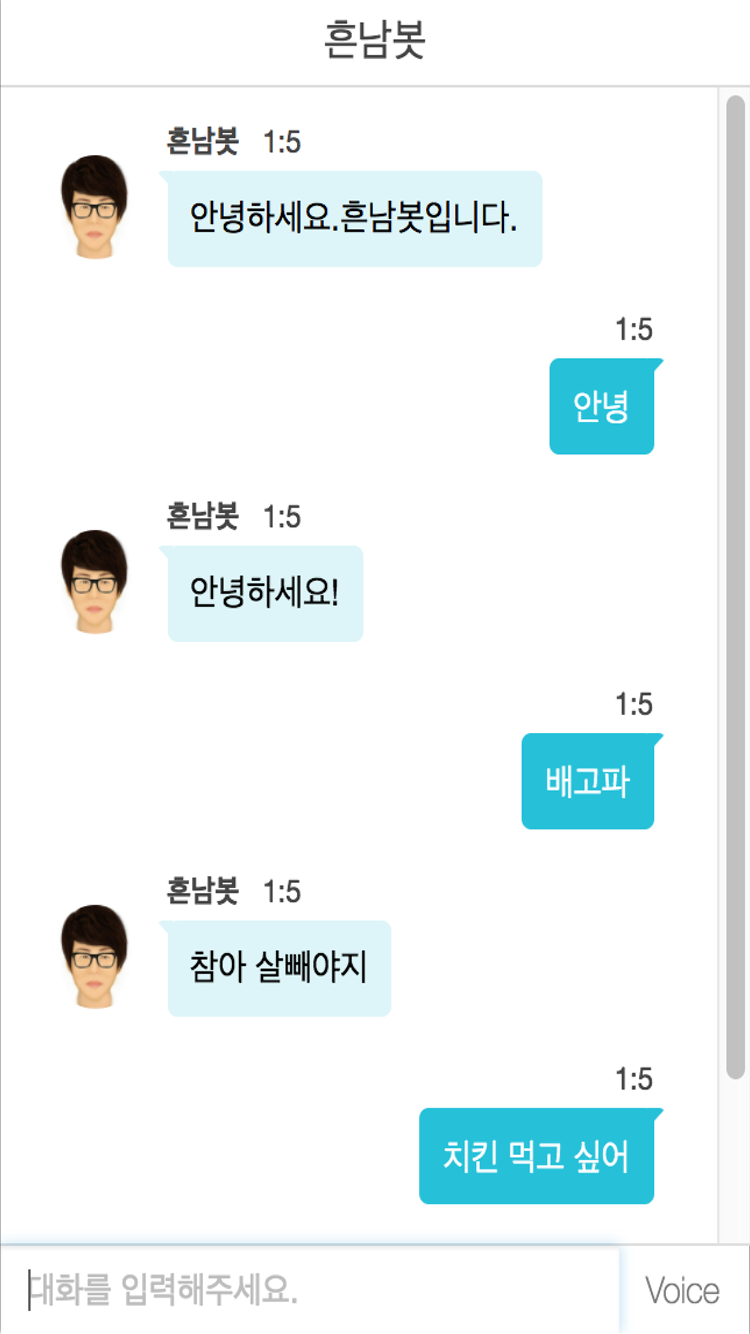 흔남봇
흔남봇 1:5
안녕하세요.흔남봇입니다.
1:5
안녕
흔남봇 1:5
안녕하세요!
1:5
배고파
흔남봇 1:5
참아 살빼야지
1:5
치킨 먹고 싶어
대화를 입력해주세요.
Voice